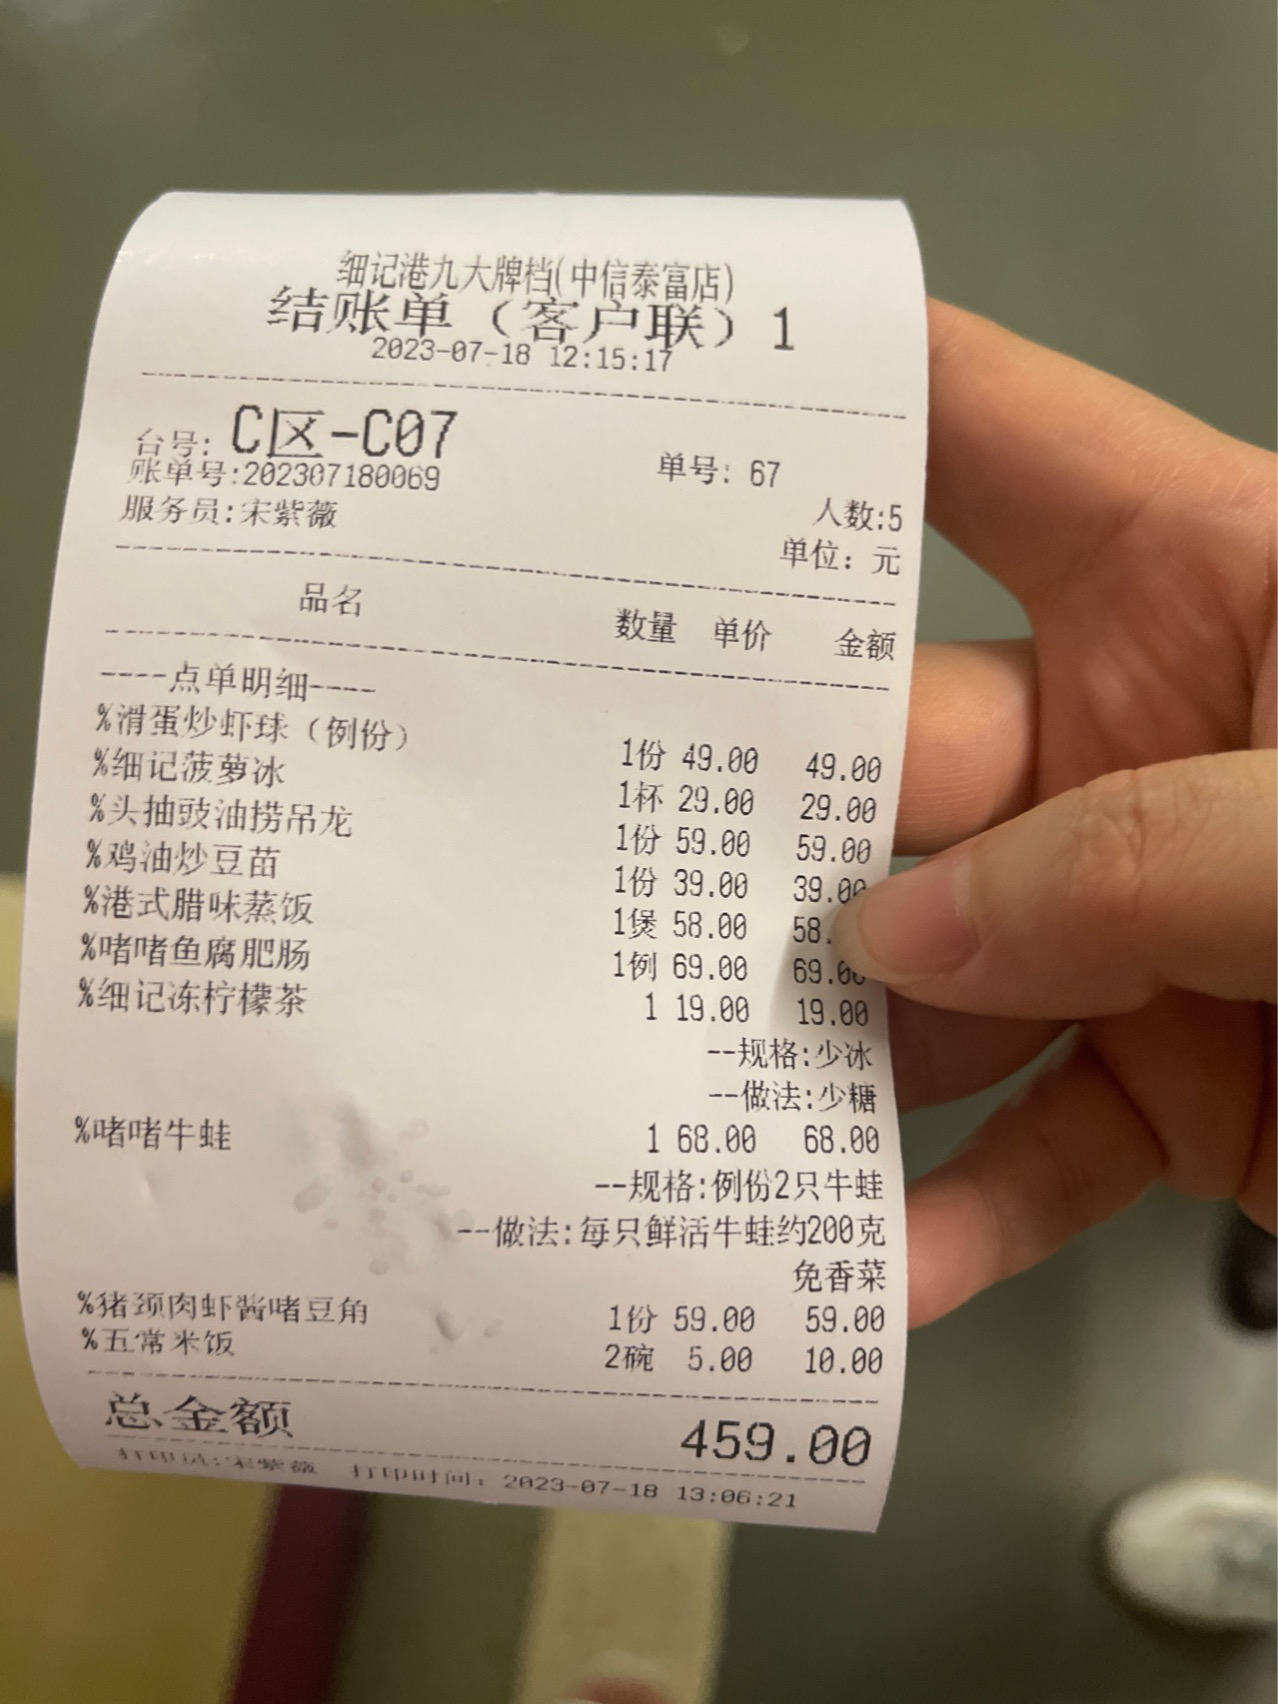 细记港九大牌档(中信泰富店)
结账单（客户联）1
2023-07-18 12:15:17
台号: C区-C07 单号: 67
账单号:202307180069 人数:5
服务员:宋紫薇 单位: 元
品名 数量 单价 金额
----点单明细----
%滑蛋炒虾球（例份） 1份 49.00 49.00
%细记菠萝冰 1杯 29.00 29.00
%头抽豉油捞吊龙 1份 59.00 59.00
%鸡油炒豆苗 1份 39.00 39.00
%港式腊味蒸饭 1煲 58.00 58.
%啫啫鱼腐肥肠 1例 69.00 69.00
%细记冻柠檬茶 1 19.00 19.00
--规格:少冰
--做法:少糖
%啫啫牛蛙 1 68.00 68.00
--规格:例份2只牛蛙
--做法:每只鲜活牛蛙约200克
免香菜
%猪颈肉虾酱啫豆角 1份 59.00 59.00
%五常米饭 2碗 5.00 10.00
总金额 459.00
打印员:宋紫薇 打印时间: 2023-07-18 13:06:21